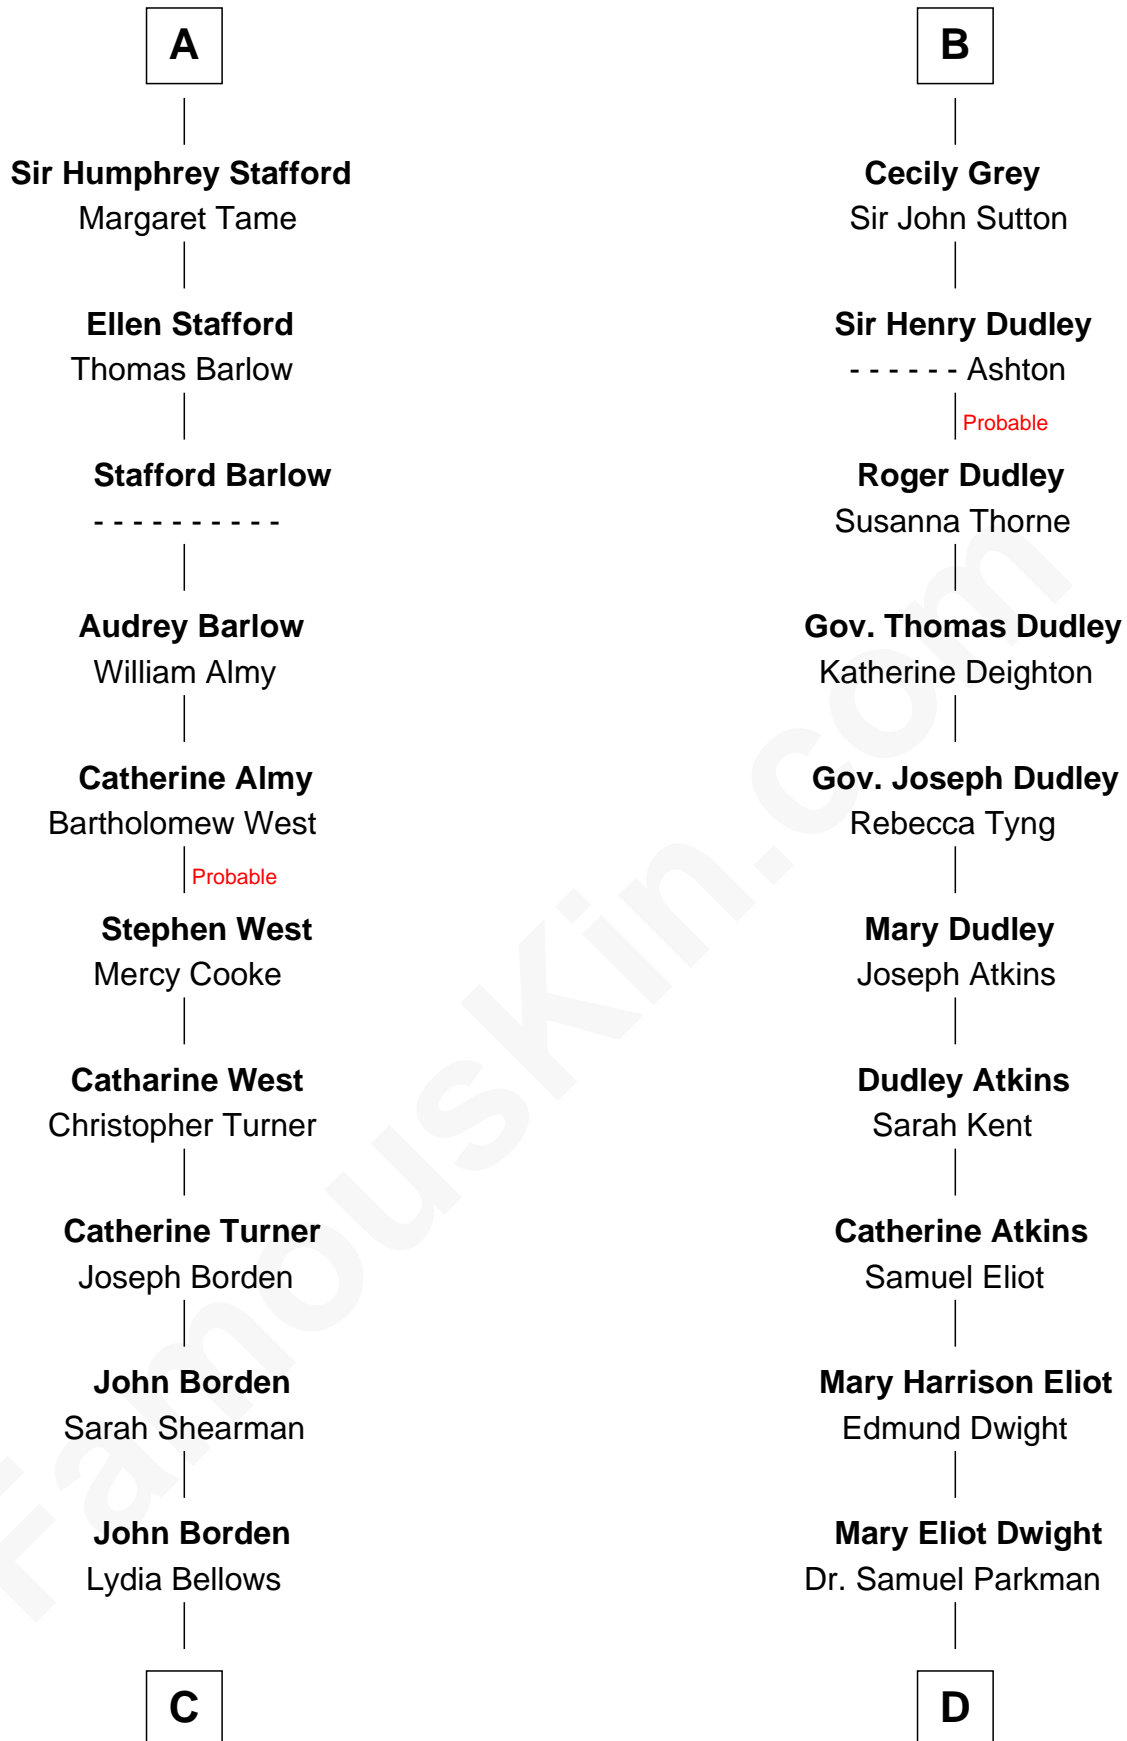 A
Sir Humphrey Stafford
Margaret Tame
Ellen Stafford
Thomas Barlow
Stafford Barlow
- - - - - - - - - -
Audrey Barlow
William Almy
Catherine Almy
Bartholomew West
Probable
Stephen West
Mercy Cooke
Catharine West
Christopher Turner
Catherine Turner
Joseph Borden
John Borden
Sarah Shearman
John Borden
Lydia Bellows
C
B
Cecily Grey
Sir John Sutton
Sir Henry Dudley
- - - - - - Ashton
Probable
Roger Dudley
Susanna Thorne
Gov. Thomas Dudley
Katherine Deighton
Gov. Joseph Dudley
Rebecca Tyng
Mary Dudley
Joseph Atkins
Dudley Atkins
Sarah Kent
Catherine Atkins
Samuel Eliot
Mary Harrison Eliot
Edmund Dwight
Mary Eliot Dwight
Dr. Samuel Parkman
D
FamousKin.com